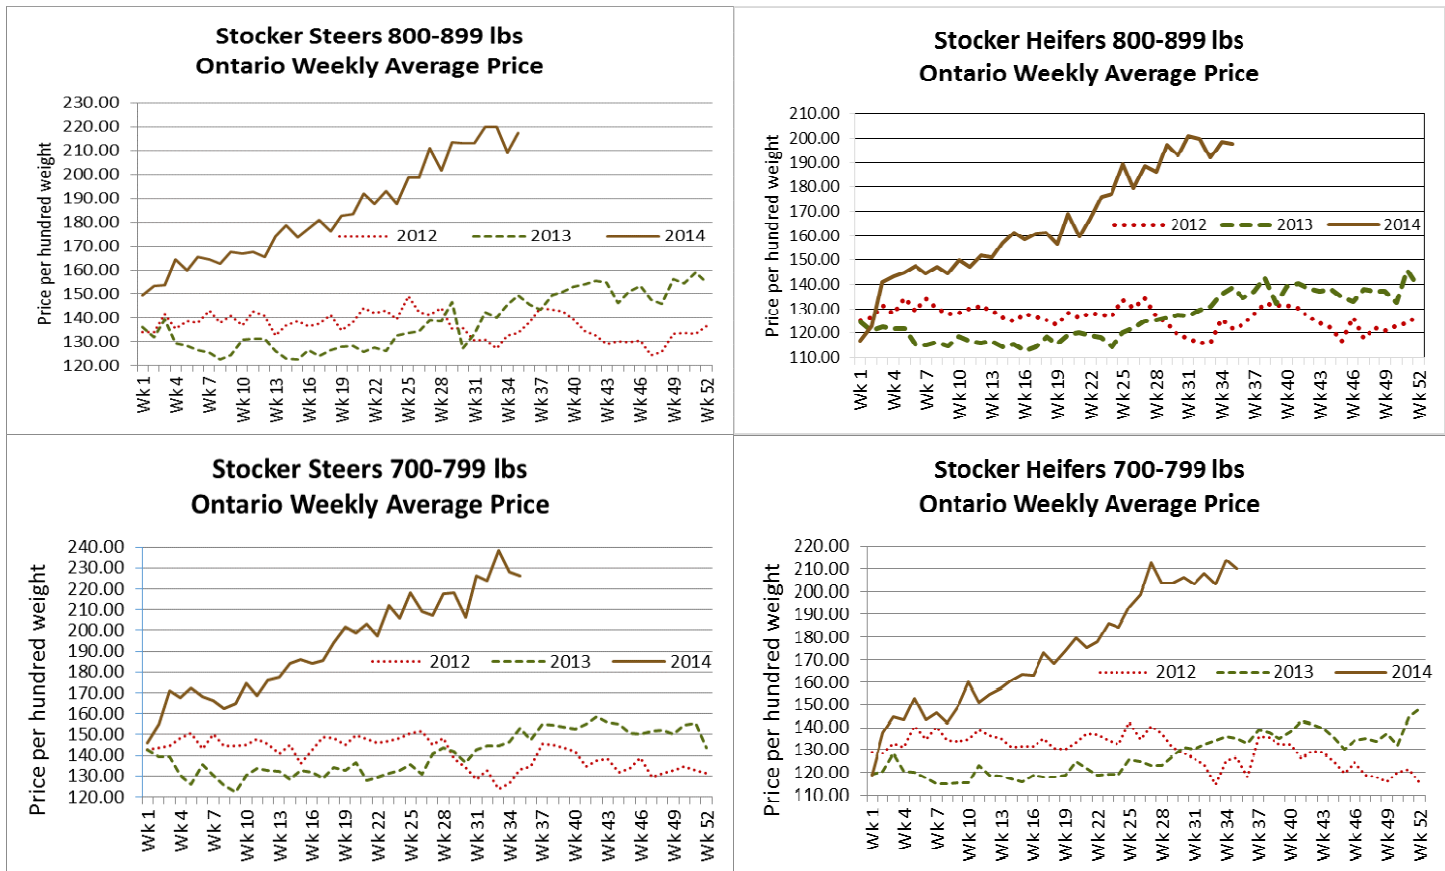 Stocker Steers 800-899 lbs
Ontario Weekly Average Price
Price per hundred weight
230.00
220.00
210.00
200.00
190.00
180.00
170.00
160.00
150.00
140.00
130.00
120.00
2012 2013 2014
Wk 1 Wk 4 Wk 7 Wk 10 Wk 13 Wk 16 Wk 19 Wk 22 Wk 25 Wk 28 Wk 31 Wk 34 Wk 37 Wk 40 Wk 43 Wk 46 Wk 49 Wk 52
Stocker Heifers 800-899 lbs
Ontario Weekly Average Price
Price per hundred weight
210.00
200.00
190.00
180.00
170.00
160.00
150.00
140.00
130.00
120.00
110.00
2012 2013 2014
Wk 1 Wk 4 Wk 7 Wk 10 Wk 13 Wk 16 Wk 19 Wk 22 Wk 25 Wk 28 Wk 31 Wk 34 Wk 37 Wk 40 Wk 43 Wk 46 Wk 49 Wk 52
Stocker Steers 700-799 lbs
Ontario Weekly Average Price
Price per hundred weight
240.00
230.00
220.00
210.00
200.00
190.00
180.00
170.00
160.00
150.00
140.00
130.00
120.00
2012 2013 2014
Wk 1 Wk 4 Wk 7 Wk 10 Wk 13 Wk 16 Wk 19 Wk 22 Wk 25 Wk 28 Wk 31 Wk 34 Wk 37 Wk 40 Wk 43 Wk 46 Wk 49 Wk 52
Stocker Heifers 700-799 lbs
Ontario Weekly Average Price
Price per hundred weight
220.00
210.00
200.00
190.00
180.00
170.00
160.00
150.00
140.00
130.00
120.00
110.00
2012 2013 2014
Wk 1 Wk 4 Wk 7 Wk 10 Wk 13 Wk 16 Wk 19 Wk 22 Wk 25 Wk 28 Wk 31 Wk 34 Wk 37 Wk 40 Wk 43 Wk 46 Wk 49 Wk 52